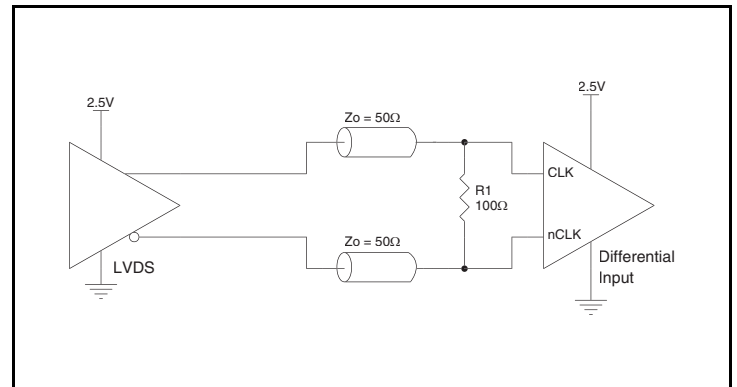 2.5V
2.5V
Zo = 50Ω
CLK
R1
100Ω
nCLK
Zo = 50Ω
LVDS
Differential
Input